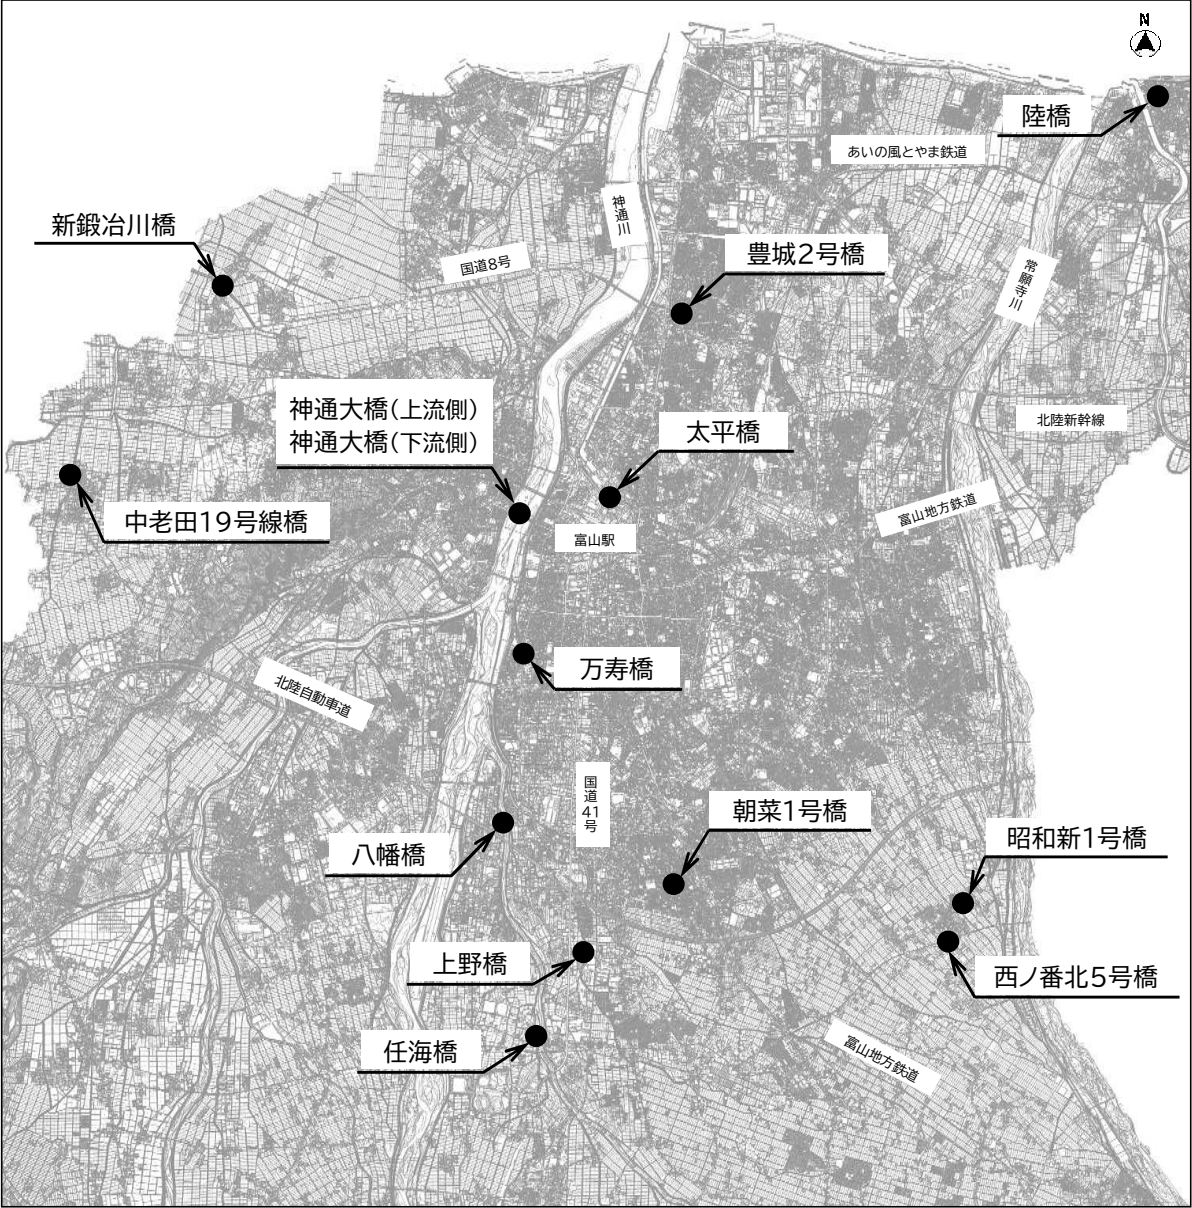 N
陸橋
あいの風とやま鉄道
神通川
新鍛冶川橋
豊城2号橋
国道8号
常願寺川
神通大橋(上流側)
神通大橋(下流側)
北陸新幹線
太平橋
中老田19号線橋
富山地方鉄道
富山駅
万寿橋
北陸自動車道
国道41号
朝菜1号橋
昭和新1号橋
八幡橋
上野橋
西ノ番北5号橋
任海橋
富山地方鉄道